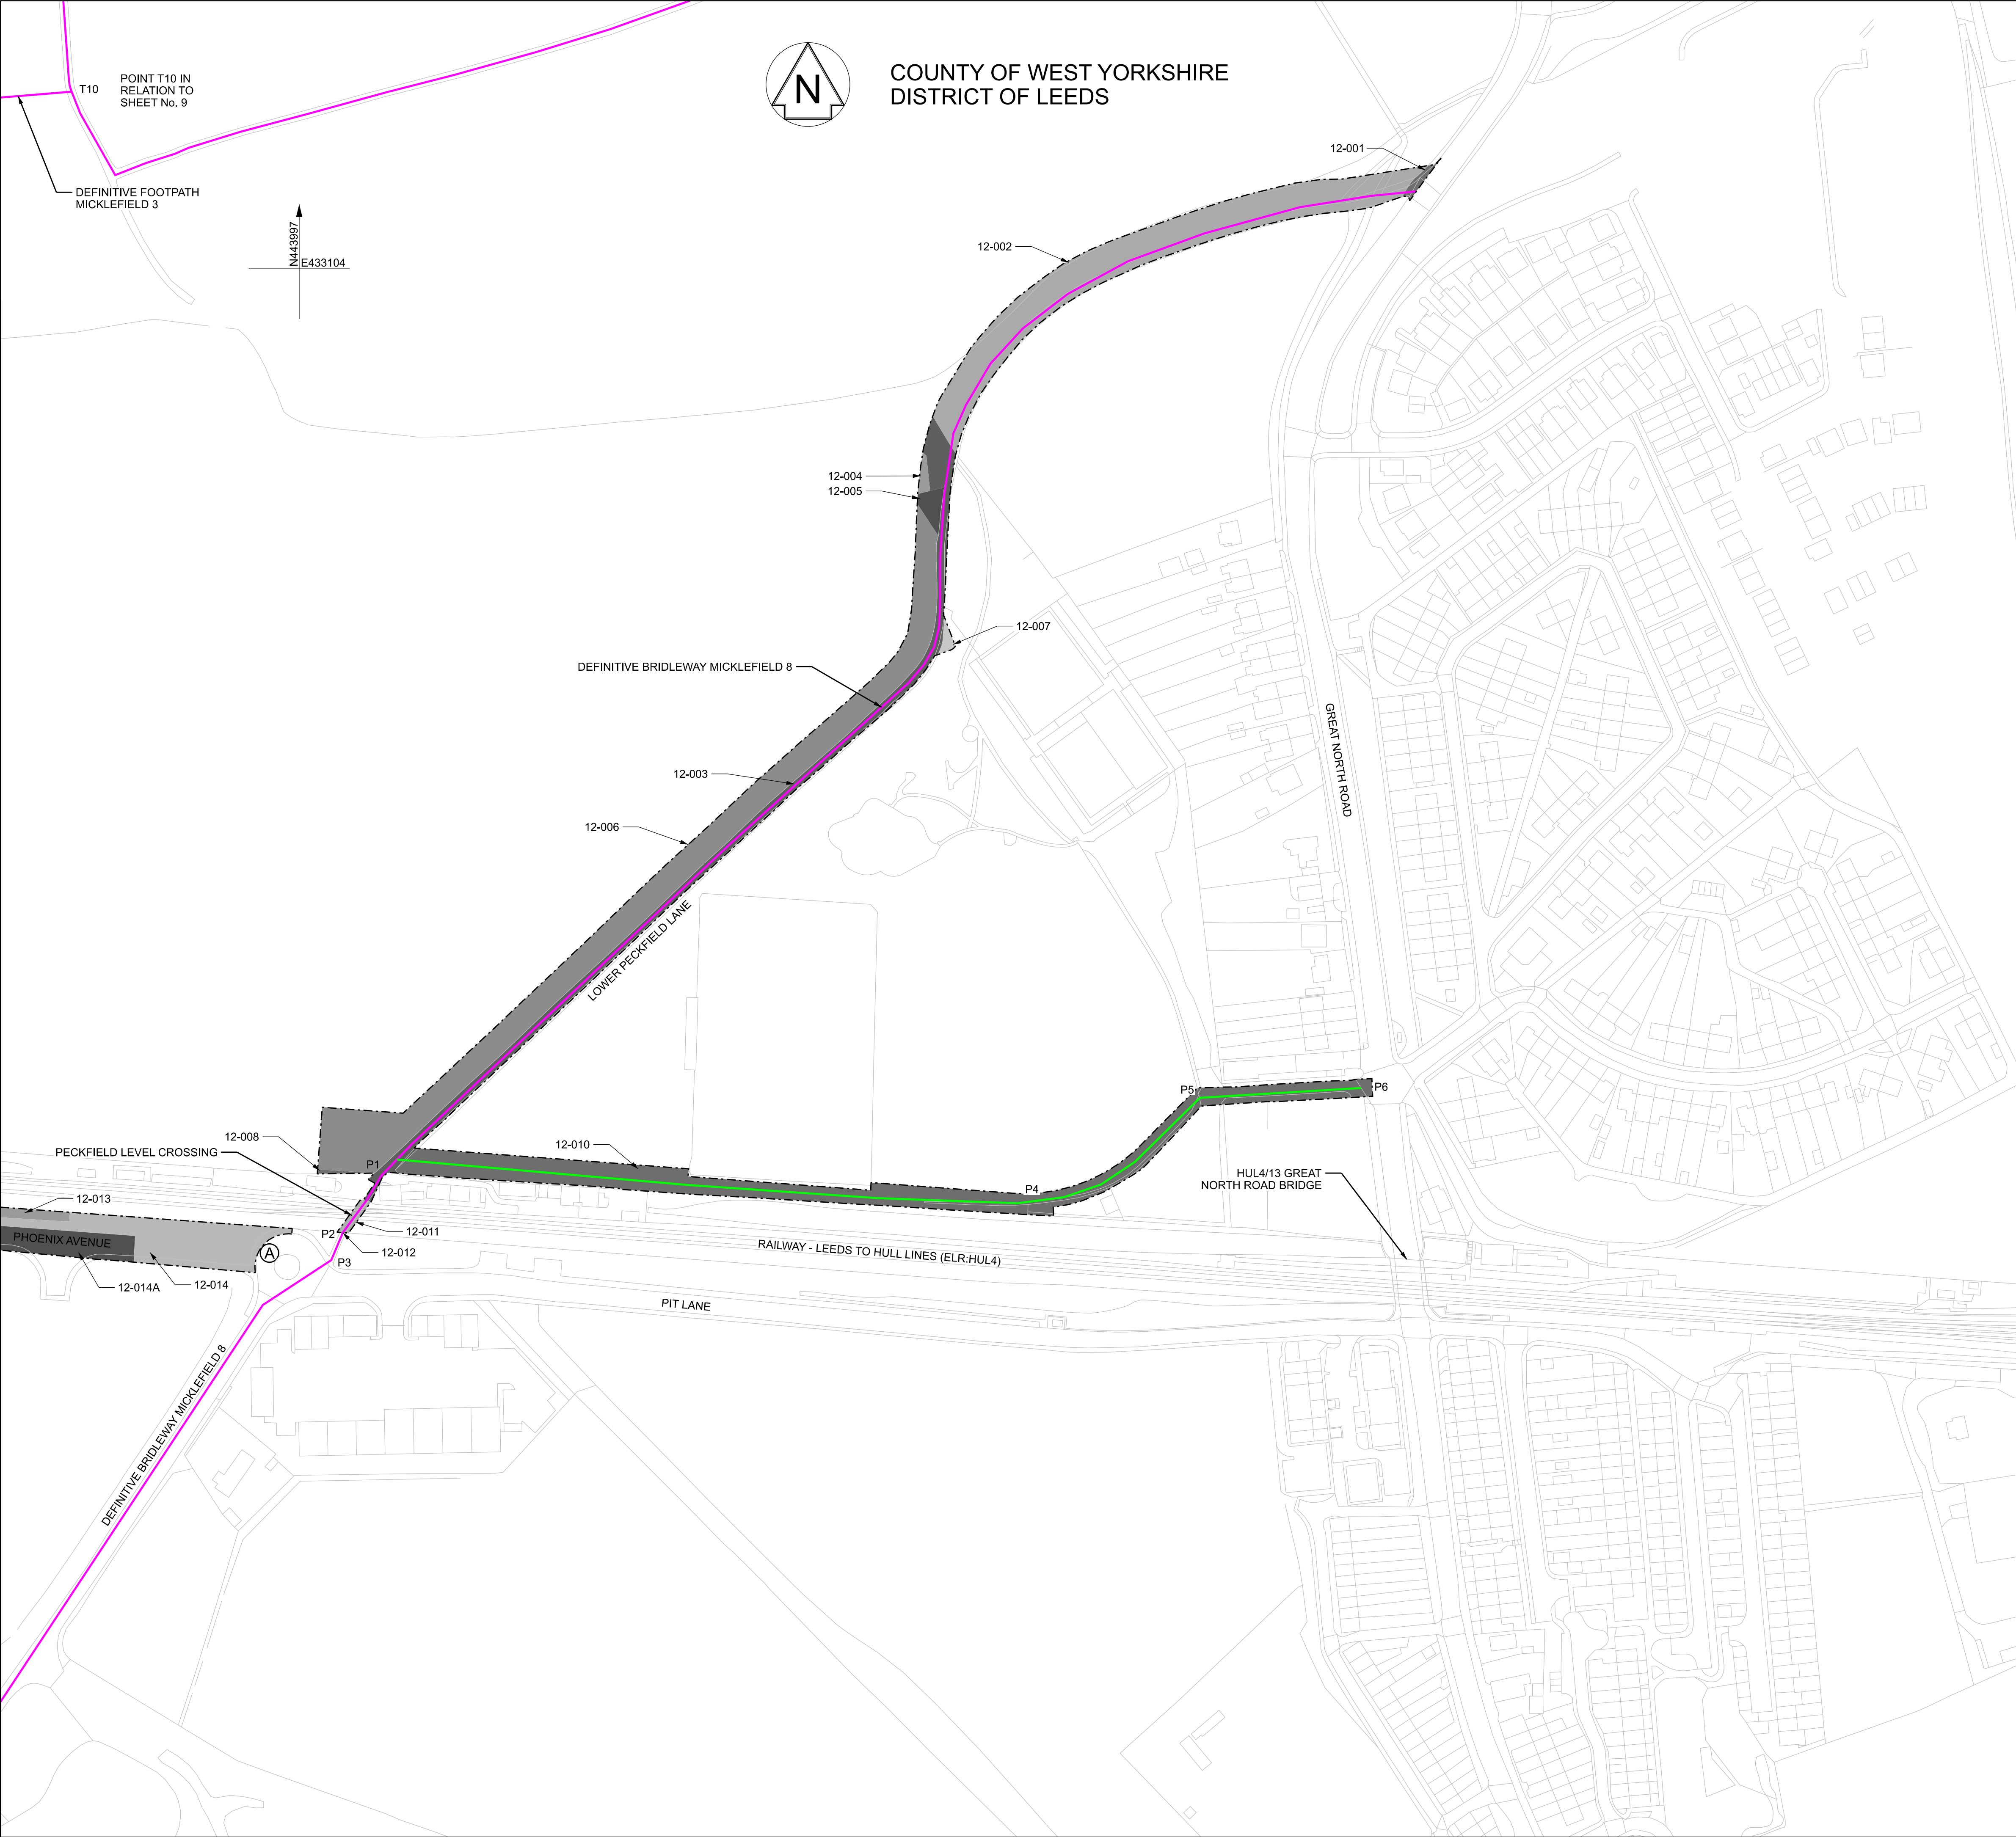 COUNTY OF WEST YORKSHIRE
DISTRICT OF LEEDS
N
T10
POINT T10 IN
RELATION TO
SHEET No. 9
DEFINITIVE FOOTPATH
MICKLEFIELD 3
N443997
E433104
12-001
12-002
12-004
12-005
12-007
DEFINITIVE BRIDLEWAY MICKLEFIELD 8
GREAT NORTH ROAD
12-003
12-006
LOWER PECKFIELD LANE
P5
P6
12-008
12-010
PECKFIELD LEVEL CROSSING
P1
HUL4/13 GREAT
NORTH ROAD BRIDGE
P4
12-013
12-011
P2
PHOENIX AVENUE
A
12-012
P3
RAILWAY - LEEDS TO HULL LINES (ELR:HUL4)
12-014A
12-014
PIT LANE
DEFINITIVE BRIDLEWAY MICKLEFIELD 8